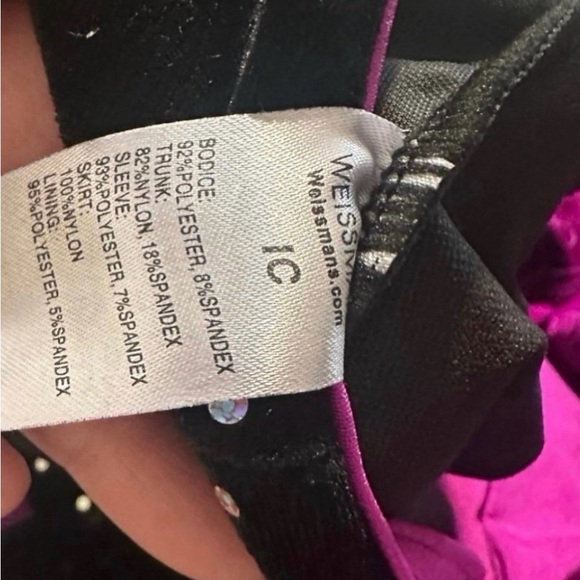 WEISSM
Weissmans.com
IC
BODICE:
92%POLYESTER, 8%SPANDEX
TRUNK:
82%NYLON, 18%SPANDEX
SLEEVE:
93%POLYESTER, 7%SPANDEX
SKIRT:
100%NYLON
LINING:
95%POLYESTER, 5%SPANDEX